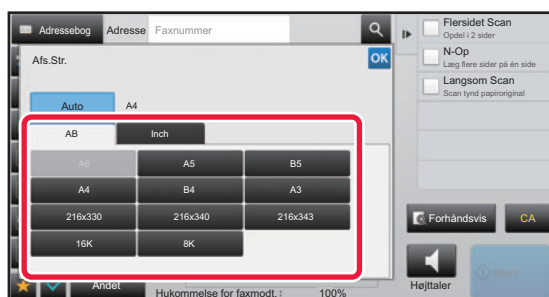 Adressebog Adresse Faxnummer
Afs.Str. OK
Auto A4
AB Inch
A6 A5 B5
A4 B4 A3
216x330 216x340 216x343
16K 8K
Andet
Hukommelse for faxmodt. : 100%
Flersidet Scan
Opdel i 2 sider
N-Op
Læg flere sider på én side
Langsom Scan
Scan tynd papiroriginal
Forhåndsvis CA
Højttaler Start